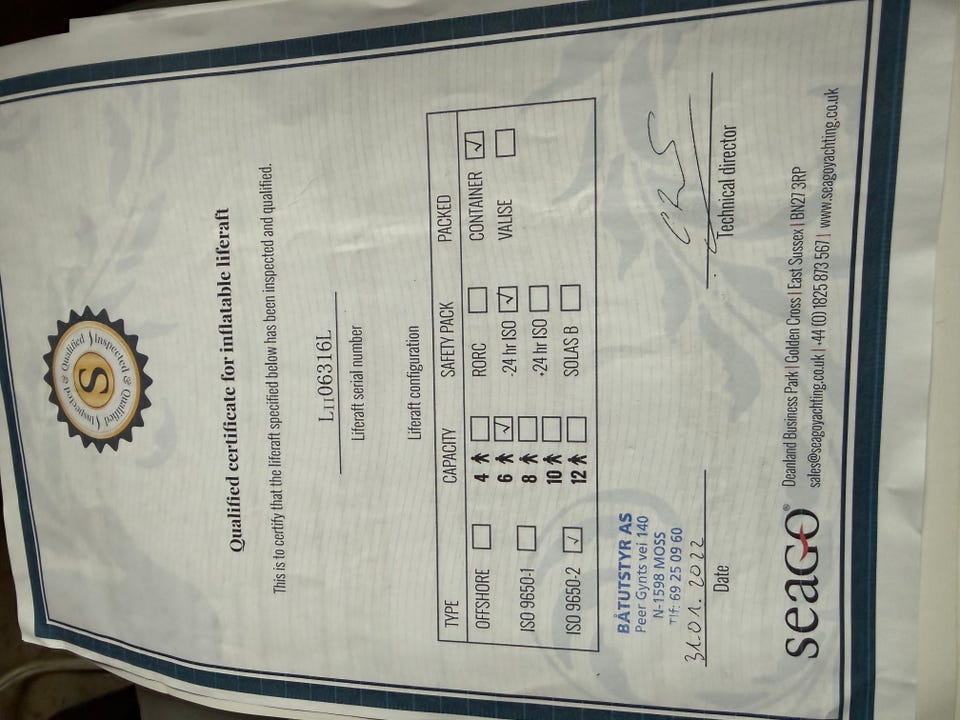 Inspected & Qualified Inspected & Qualified
S
Qualified certificate for inflatable liferaft
This is to certify that the liferaft specified below has been inspected and qualified.
L1106316L
Liferaft serial number
Liferaft configuration
TYPE CAPACITY SAFETY PACK PACKED
OFFSHORE ☐ 4 ☐ RORC ☐ CONTAINER ☑
6 ☑ -24 hr ISO ☑ VALISE ☐
ISO 9650-1 ☐ 8 ☐ +24 hr ISO ☐
10 ☐ SOLAS B ☐
ISO 9650-2 ☑ 12 ☐
BÅTUTSTYR AS
Peer Gynts vei 140
N-1598 MOSS
Tlf: 69 25 09 60
31.01.2022
Date Technical director
seaGO®
Deanland Business Park | Golden Cross | East Sussex | BN27 3RP
sales@seagoyachting.co.uk | +44 (0) 1825 873 567 | www.seagoyachting.co.uk